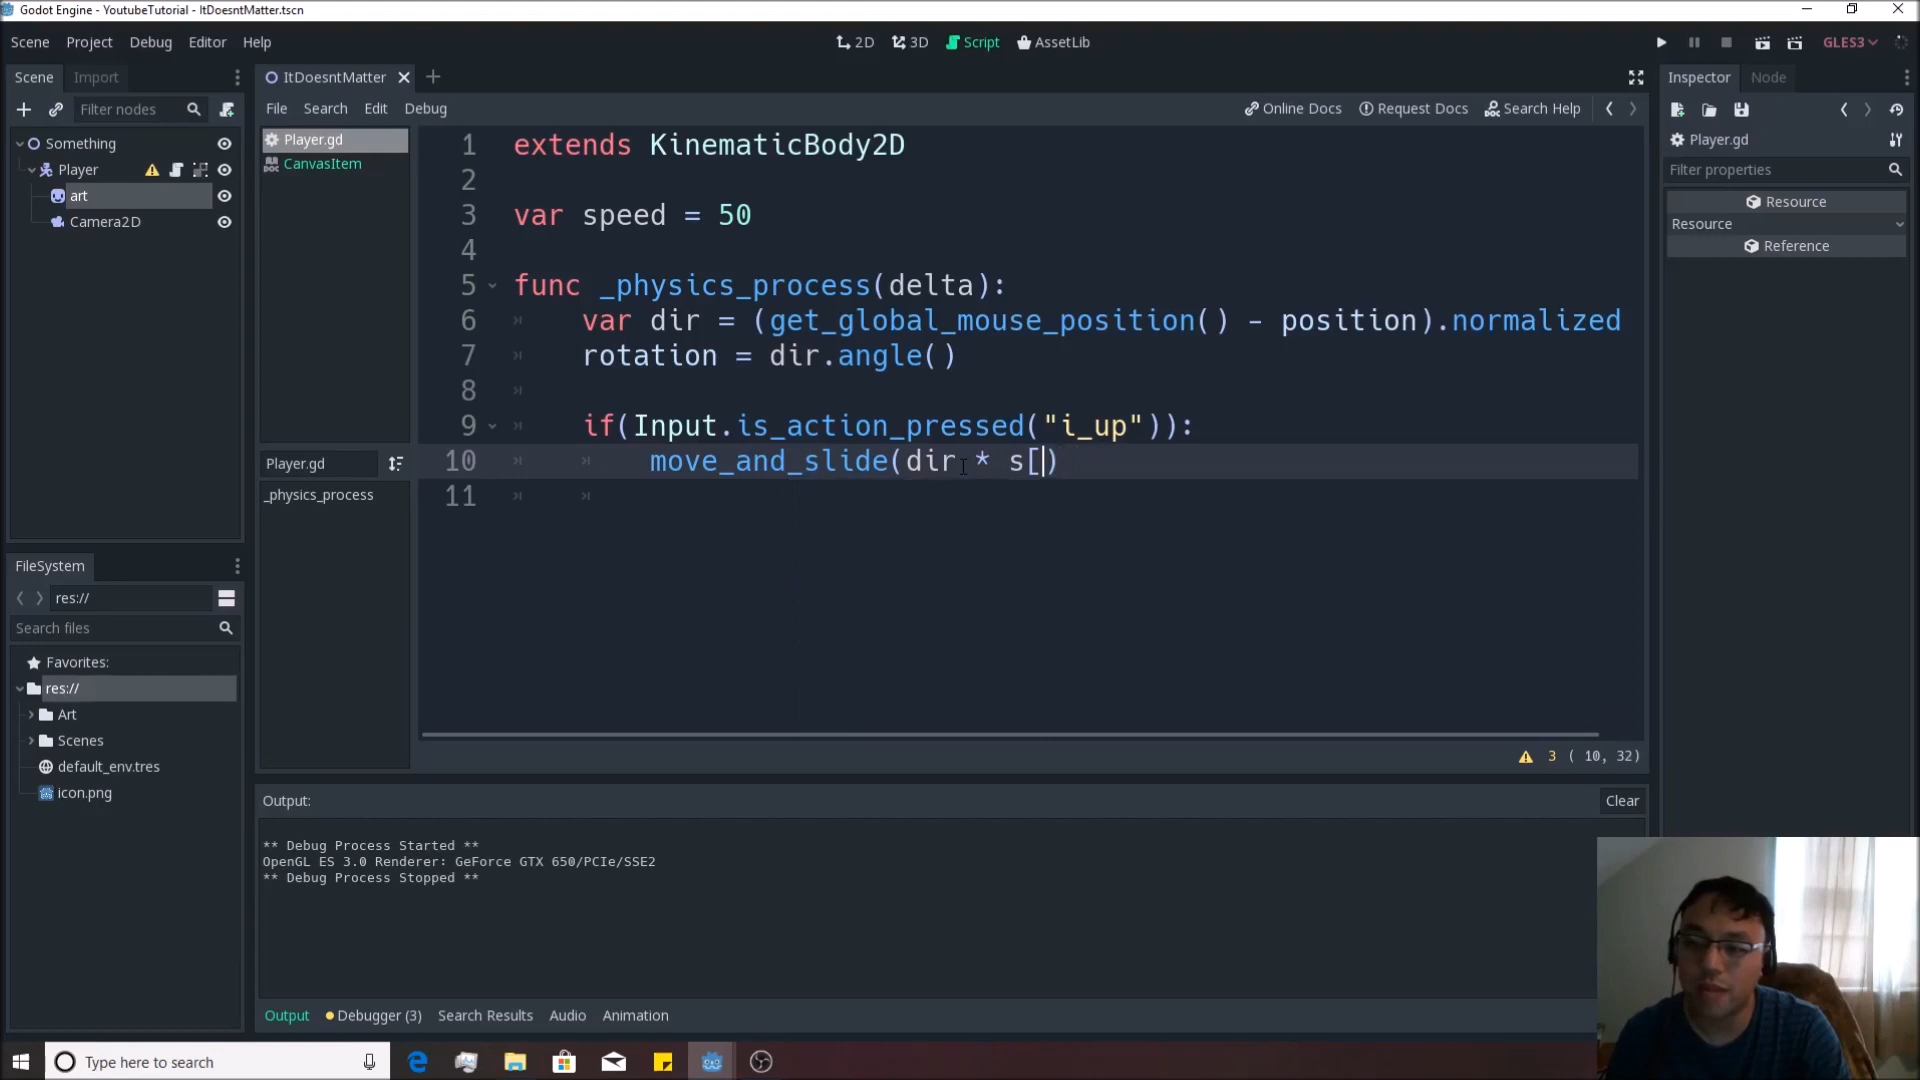 Godot Engine - YoutubeTutorial - ItDoesntMatter.tscn
Scene Project Debug Editor Help
2D 3D Script AssetLib
GLES3
Scene Import
Filter nodes
Something
Player
art
Camera2D
FileSystem
res://
Search files
Favorites:
res://
Art
Scenes
default_env.tres
icon.png
ItDoesntMatter
File Search Edit Debug
Online Docs Request Docs Search Help
Player.gd
CanvasItem
Player.gd
_physics_process
1 extends KinematicBody2D
2
3 var speed = 50
4
5 func _physics_process(delta):
6 var dir = (get_global_mouse_position() - position).normalized
7 rotation = dir.angle()
8
9 if(Input.is_action_pressed("i_up")):
10 move_and_slide(dir * s[)
11
3 ( 10, 32)
Output:
Clear
** Debug Process Started **
OpenGL ES 3.0 Renderer: GeForce GTX 650/PCIe/SSE2
** Debug Process Stopped **
Output Debugger (3) Search Results Audio Animation
Inspector Node
Player.gd
Filter properties
Resource
Resource
Reference
Type here to search